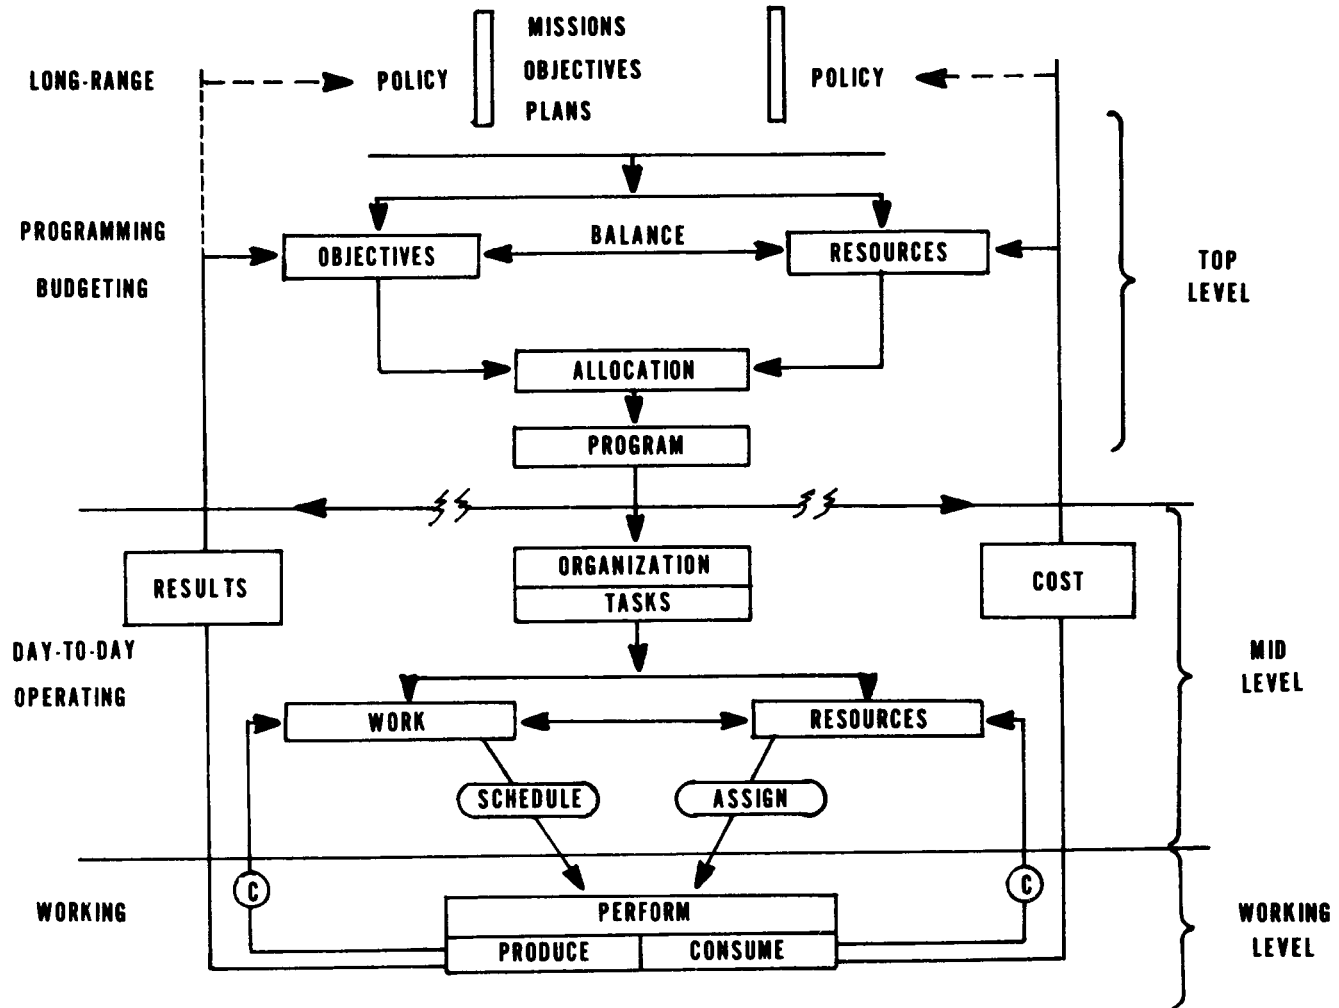 MISSIONS
LONG-RANGE
POLICY
OBJECTIVES
POLICY
PLANS
PROGRAMMING
BUDGETING
OBJECTIVES
BALANCE
RESOURCES
TOP
LEVEL
ALLOCATION
PROGRAM
RESULTS
ORGANIZATION
TASKS
COST
DAY-TO-DAY
OPERATING
MID
LEVEL
WORK
RESOURCES
SCHEDULE
ASSIGN
C
C
WORKING
PERFORM
PRODUCE
CONSUME
WORKING
LEVEL